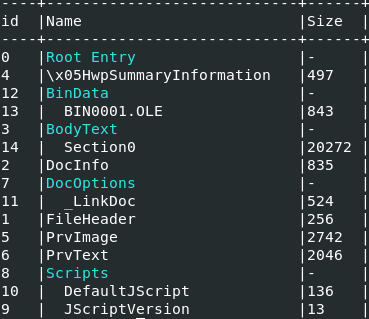 ----+----------------------------+------+
id  |Name                        |Size  |
----+----------------------------+------+
0   |Root Entry                  |-     |
4   |\x05HwpSummaryInformation   |497   |
12  |BinData                     |-     |
13  |  BIN0001.OLE               |843   |
3   |BodyText                    |-     |
14  |  Section0                  |20272 |
2   |DocInfo                     |835   |
7   |DocOptions                  |-     |
11  |  _LinkDoc                  |524   |
1   |FileHeader                  |256   |
5   |PrvImage                    |2742  |
6   |PrvText                     |2046  |
8   |Scripts                     |-     |
10  |  DefaultJScript            |136   |
9   |  JScriptVersion            |13    |